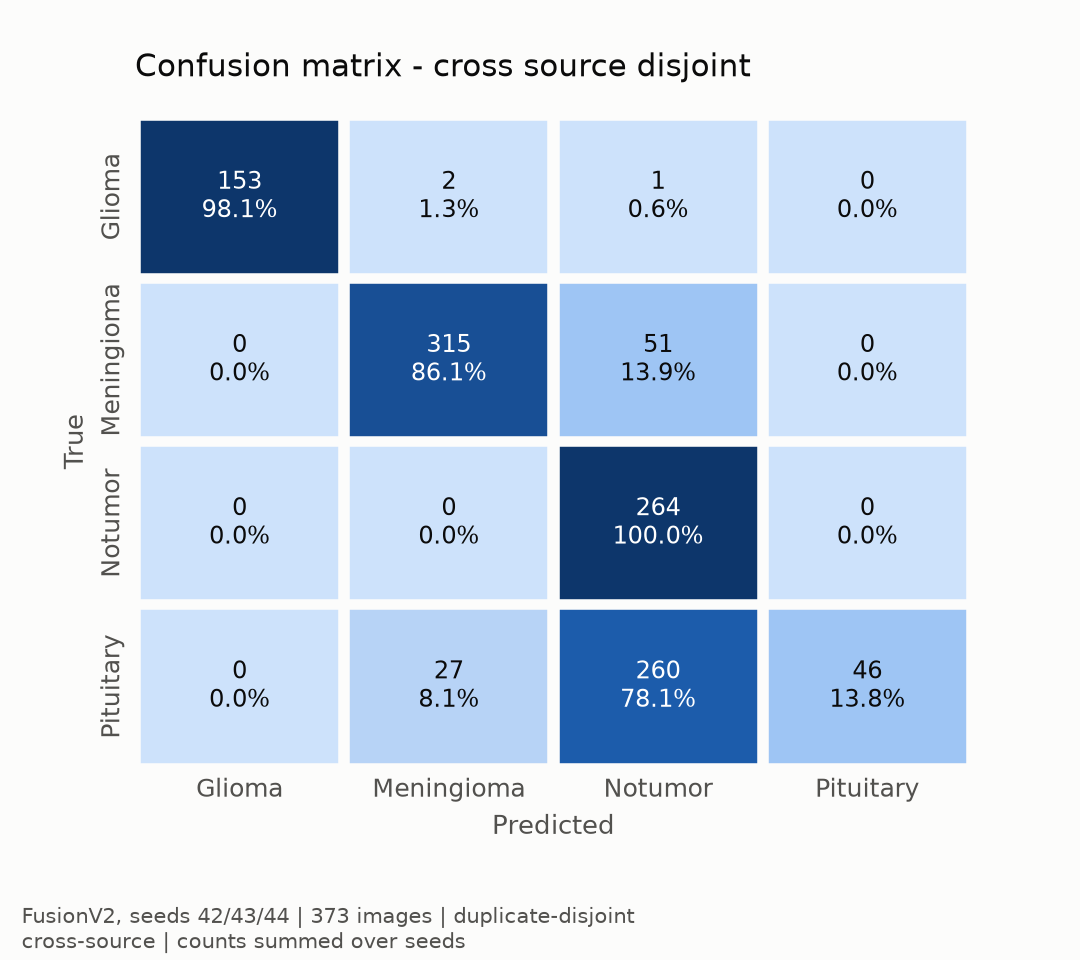 Confusion matrix - cross source disjoint
True
Glioma
153
98.1%
2
1.3%
1
0.6%
0
0.0%
Meningioma
0
0.0%
315
86.1%
51
13.9%
0
0.0%
Notumor
0
0.0%
0
0.0%
264
100.0%
0
0.0%
Pituitary
0
0.0%
27
8.1%
260
78.1%
46
13.8%
Glioma
Meningioma
Notumor
Pituitary
Predicted
FusionV2, seeds 42/43/44 | 373 images | duplicate-disjoint
cross-source | counts summed over seeds